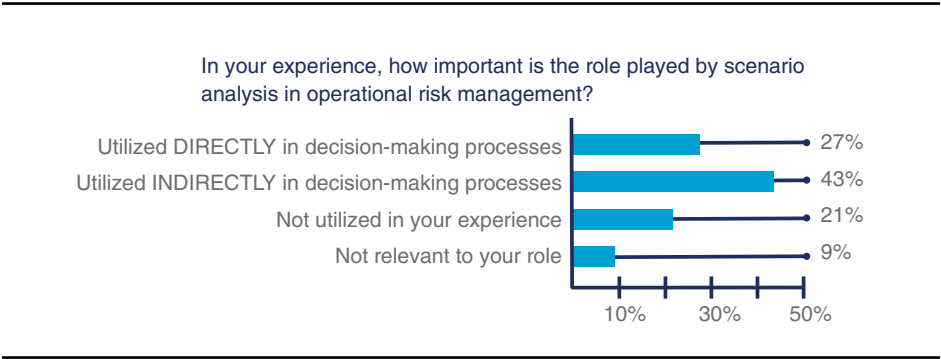 In your experience, how important is the role played by scenario
analysis in operational risk management?
Utilized DIRECTLY in decision-making processes 27%
Utilized INDIRECTLY in decision-making processes 43%
Not utilized in your experience 21%
Not relevant to your role 9%
10% 30% 50%